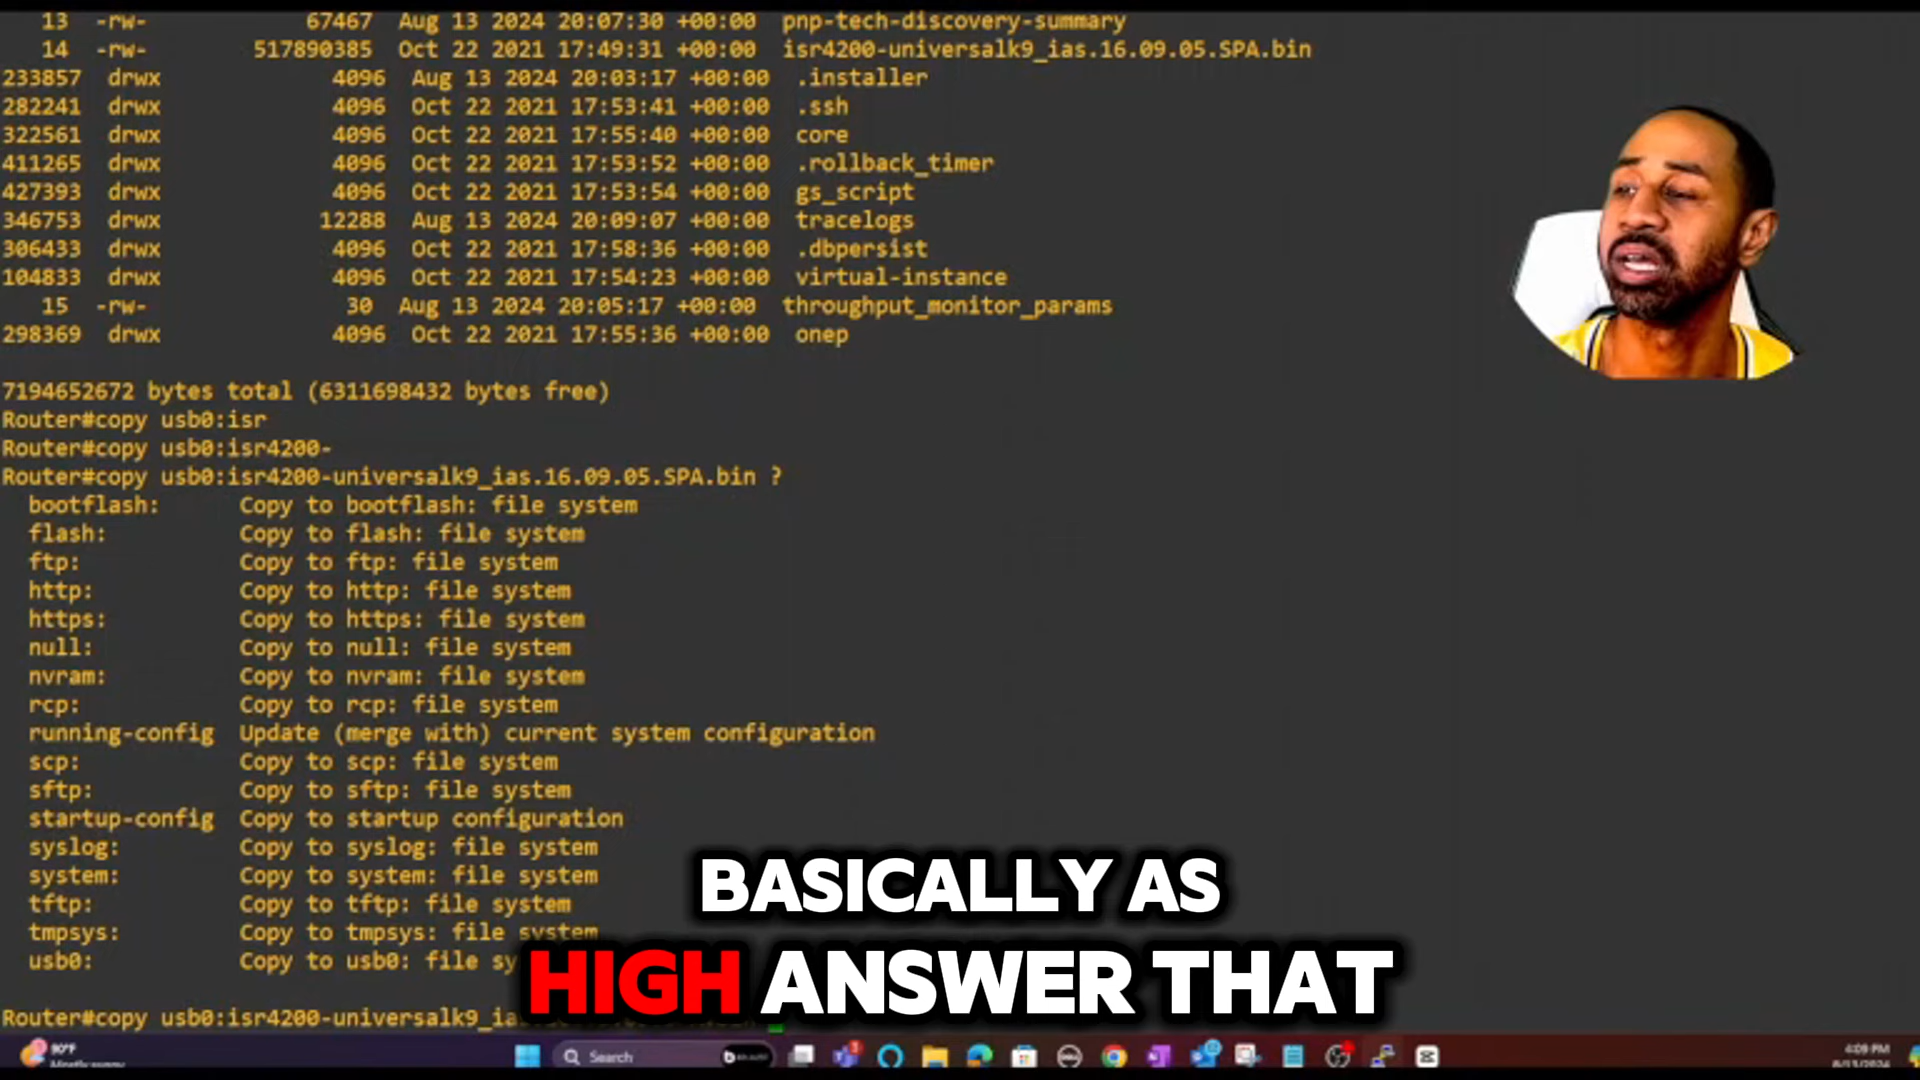 13 -rw- 67467 Aug 13 2024 20:07:30 +00:00 pnp-tech-discovery-summary
14 -rw- 517890385 Oct 22 2021 17:49:31 +00:00 isr4200-universalk9_ias.16.09.05.SPA.bin
233857 drwx 4096 Aug 13 2024 20:03:17 +00:00 .installer
282241 drwx 4096 Oct 22 2021 17:53:41 +00:00 .ssh
322561 drwx 4096 Oct 22 2021 17:55:40 +00:00 core
411265 drwx 4096 Oct 22 2021 17:53:52 +00:00 .rollback_timer
427393 drwx 4096 Oct 22 2021 17:53:54 +00:00 gs_script
346753 drwx 12288 Aug 13 2024 20:09:07 +00:00 tracelogs
306433 drwx 4096 Oct 22 2021 17:58:36 +00:00 .dbpersist
104833 drwx 4096 Oct 22 2021 17:54:23 +00:00 virtual-instance
15 -rw- 30 Aug 13 2024 20:05:17 +00:00 throughput_monitor_params
298369 drwx 4096 Oct 22 2021 17:55:36 +00:00 onep
7194652672 bytes total (6311698432 bytes free)
Router#copy usb0:isr
Router#copy usb0:isr4200-
Router#copy usb0:isr4200-universalk9_ias.16.09.05.SPA.bin ?
bootflash: Copy to bootflash: file system
flash: Copy to flash: file system
ftp: Copy to ftp: file system
http: Copy to http: file system
https: Copy to https: file system
null: Copy to null: file system
nvram: Copy to nvram: file system
rcp: Copy to rcp: file system
running-config Update (merge with) current system configuration
scp: Copy to scp: file system
sftp: Copy to sftp: file system
startup-config Copy to startup configuration
syslog: Copy to syslog: file system
system: Copy to system: file system
tftp: Copy to tftp: file system
tmpsys: Copy to tmpsys: file system
usb0: Copy to usb0: file sy
Router#copy usb0:isr4200-universalk9_ias
BASICALLY AS
HIGH ANSWER THAT
90°F
Search
4:09 PM